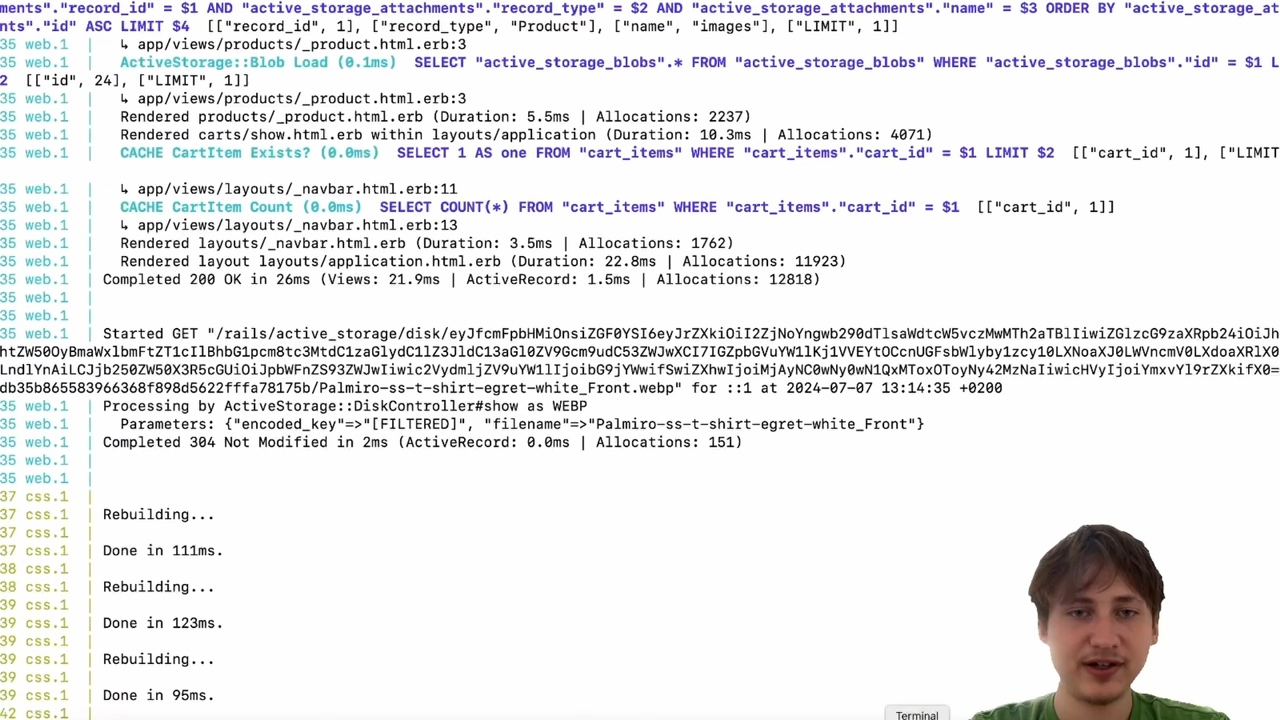 ments"."record_id" = $1 AND "active_storage_attachments"."record_type" = $2 AND "active_storage_attachments"."name" = $3 ORDER BY "active_storage_at
nts"."id" ASC LIMIT $4  [["record_id", 1], ["record_type", "Product"], ["name", "images"], ["LIMIT", 1]]
35 web.1  |   ↳ app/views/products/_product.html.erb:3
35 web.1  |   ActiveStorage::Blob Load (0.1ms)  SELECT "active_storage_blobs".* FROM "active_storage_blobs" WHERE "active_storage_blobs"."id" = $1 L
2  [["id", 24], ["LIMIT", 1]]
35 web.1  |   ↳ app/views/products/_product.html.erb:3
35 web.1  |   Rendered products/_product.html.erb (Duration: 5.5ms | Allocations: 2237)
35 web.1  |   Rendered carts/show.html.erb within layouts/application (Duration: 10.3ms | Allocations: 4071)
35 web.1  |   CACHE CartItem Exists? (0.0ms)  SELECT 1 AS one FROM "cart_items" WHERE "cart_items"."cart_id" = $1 LIMIT $2  [["cart_id", 1], ["LIMIT
35 web.1  |   ↳ app/views/layouts/_navbar.html.erb:11
35 web.1  |   CACHE CartItem Count (0.0ms)  SELECT COUNT(*) FROM "cart_items" WHERE "cart_items"."cart_id" = $1  [["cart_id", 1]]
35 web.1  |   ↳ app/views/layouts/_navbar.html.erb:13
35 web.1  |   Rendered layouts/_navbar.html.erb (Duration: 3.5ms | Allocations: 1762)
35 web.1  |   Rendered layout layouts/application.html.erb (Duration: 22.8ms | Allocations: 11923)
35 web.1  | Completed 200 OK in 26ms (Views: 21.9ms | ActiveRecord: 1.5ms | Allocations: 12818)
35 web.1  |
35 web.1  |
35 web.1  | Started GET
db35b865583966368f898d5622fffa78175b/Palmiro-ss-t-shirt-egret-white_Front.webp" for ::1 at 2024-07-07 13:14:35 +0200
35 web.1  | Processing by ActiveStorage::DiskController#show as WEBP
35 web.1  |   Parameters: {"encoded_key"=>"[FILTERED]", "filename"=>"Palmiro-ss-t-shirt-egret-white_Front"}
35 web.1  | Completed 304 Not Modified in 2ms (ActiveRecord: 0.0ms | Allocations: 151)
35 web.1  |
35 web.1  |
37 css.1  |
37 css.1  | Rebuilding...
37 css.1  |
37 css.1  | Done in 111ms.
38 css.1  |
38 css.1  | Rebuilding...
39 css.1  |
39 css.1  | Done in 123ms.
39 css.1  |
39 css.1  | Rebuilding...
39 css.1  |
39 css.1  | Done in 95ms.
42 css.1  |
Terminal